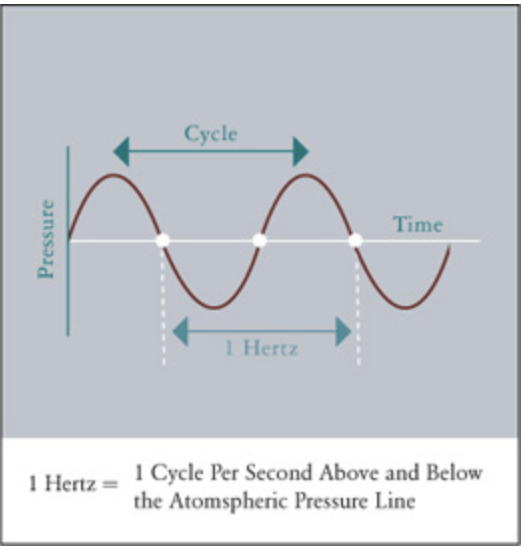 Cycle
Time
Pressure
1 Hertz
1 Hertz =
1 Cycle Per Second Above and Below
the Atomspheric Pressure Line